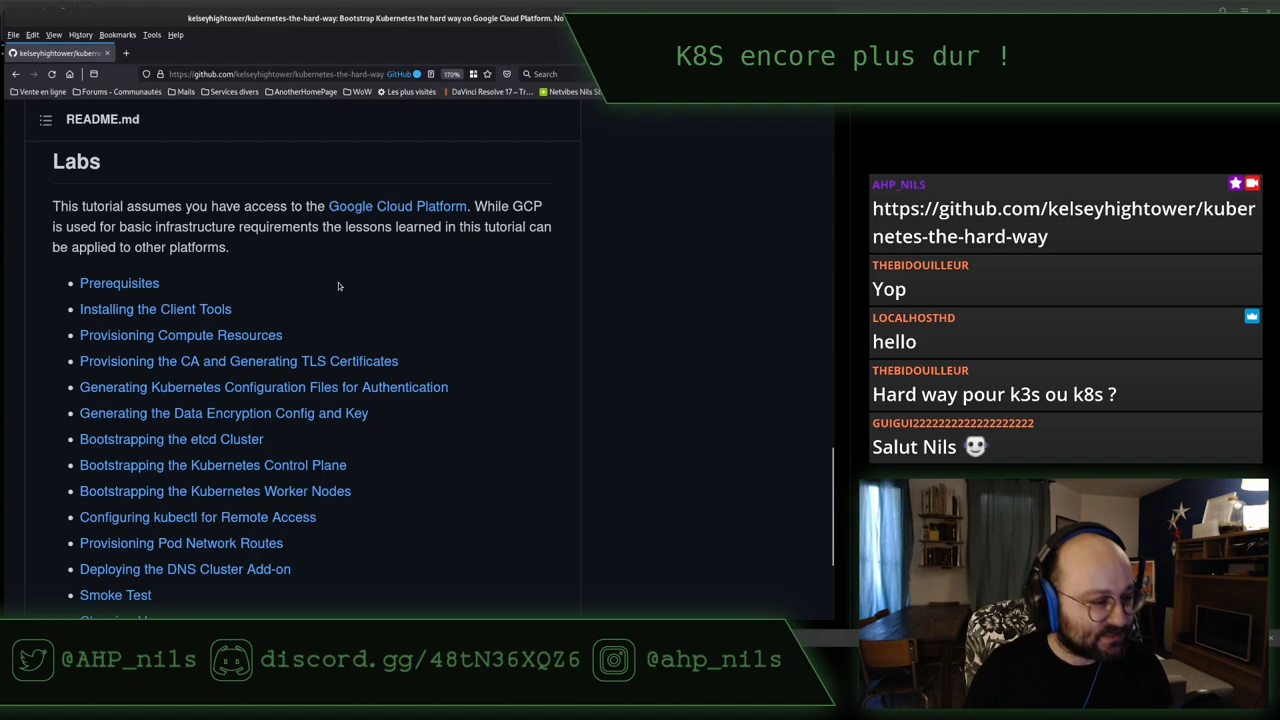 kelseyhightower/kubernetes-the-hard-way: Bootstrap Kubernetes the hard way on Google Cloud Platform. No
File Edit View History Bookmarks Tools Help
kelseyhightower/kubern
https://github.com/kelseyhightower/kubernetes-the-hard-way GitHub 170% Search
Vente en ligne Forums - Communautés Mails Services divers AnotherHomePage WoW Les plus visités DaVinci Resolve 17 – Tr… Netvibes Nils
K8S encore plus dur !
README.md
Labs
This tutorial assumes you have access to the Google Cloud Platform. While GCP
is used for basic infrastructure requirements the lessons learned in this tutorial can
be applied to other platforms.
Prerequisites
Installing the Client Tools
Provisioning Compute Resources
Provisioning the CA and Generating TLS Certificates
Generating Kubernetes Configuration Files for Authentication
Generating the Data Encryption Config and Key
Bootstrapping the etcd Cluster
Bootstrapping the Kubernetes Control Plane
Bootstrapping the Kubernetes Worker Nodes
Configuring kubectl for Remote Access
Provisioning Pod Network Routes
Deploying the DNS Cluster Add-on
Smoke Test
AHP_NILS
https://github.com/kelseyhightower/kuber
netes-the-hard-way
THEBIDOUILLEUR
Yop
LOCALHOSTHD
hello
THEBIDOUILLEUR
Hard way pour k3s ou k8s ?
GUIGUI2222222222222222222
Salut Nils
@AHP_nils discord.gg/48tN36XQZ6 @ahp_nils